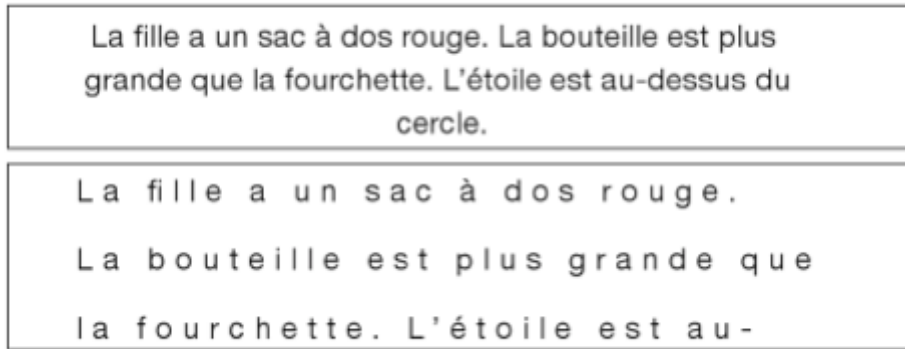 La fille a un sac à dos rouge. La bouteille est plus
grande que la fourchette. L'étoile est au-dessus du
cercle.
La fille a un sac à dos rouge.
La bouteille est plus grande que
la fourchette. L'étoile est au-